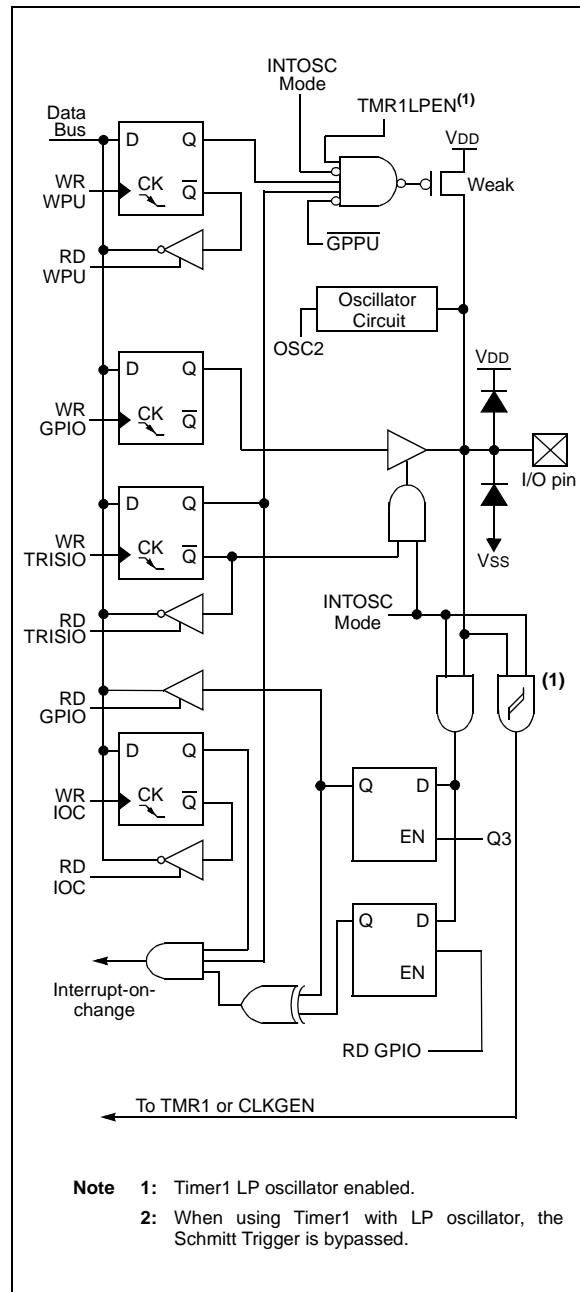 INTOSC
Mode
TMR1LPEN(1)
Data
Bus
VDD
D Q
WR
WPU
CK Q
Weak
RD
WPU
GPPU
Oscillator
Circuit
OSC2
VDD
D Q
WR
GPIO
CK Q
I/O pin
D Q
WR
TRISIO
CK Q
VSS
INTOSC
Mode
RD
TRISIO
(1)
RD
GPIO
D Q
WR
IOC
CK Q
Q D
EN
Q3
RD
IOC
Q D
EN
Interrupt-on-
change
RD GPIO
To TMR1 or CLKGEN
Note 1: Timer1 LP oscillator enabled.
2: When using Timer1 with LP oscillator, the
Schmitt Trigger is bypassed.